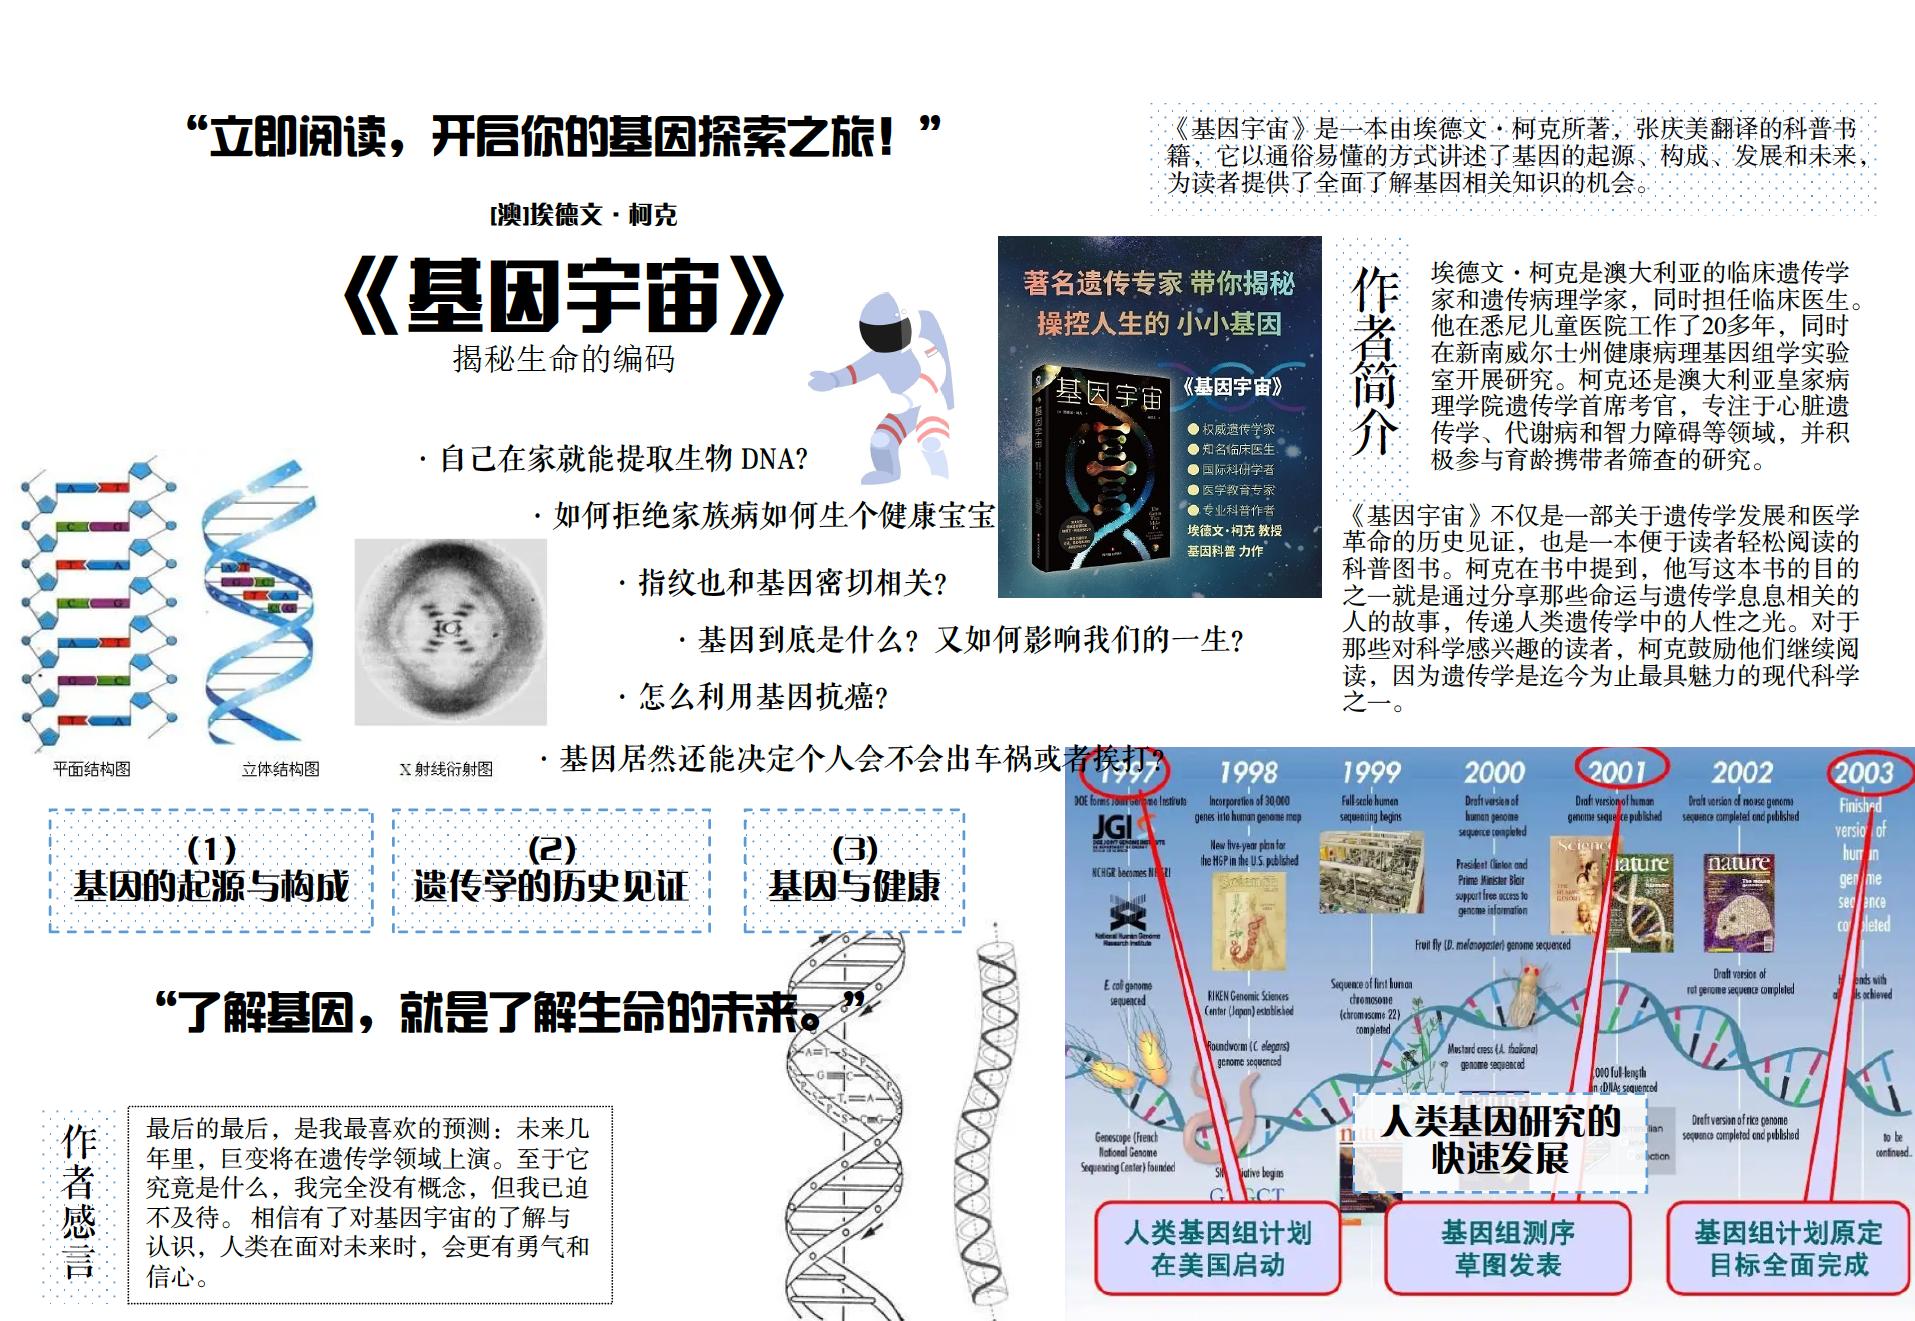 “立即阅读，开启你的基因探索之旅！”
[澳]埃德文·柯克
《基因宇宙》
揭秘生命的编码
《基因宇宙》是一本由埃德文·柯克所著，张庆美翻译的科普书
籍，它以通俗易懂的方式讲述了基因的起源、构成、发展和未来，
为读者提供了全面了解基因相关知识的机会。
著名遗传专家 带你揭秘
操控人生的 小小基因
基因宇宙
基因宇宙
《基因宇宙》
权威遗传学家
知名临床医生
国际科研学者
医学教育专家
专业科普作者
埃德文·柯克 教授
基因科普 力作
作者简介
埃德文·柯克是澳大利亚的临床遗传学
家和遗传病理学家，同时担任临床医生。
他在悉尼儿童医院工作了20多年，同时
在新南威尔士州健康病理基因组学实验
室开展研究。柯克还是澳大利亚皇家病
理学院遗传学首席考官，专注于心脏遗
传学、代谢病和智力障碍等领域，并积
极参与育龄携带者筛查的研究。
《基因宇宙》不仅是一部关于遗传学发展和医学
革命的历史见证，也是一本便于读者轻松阅读的
科普图书。柯克在书中提到，他写这本书的目的
之一就是通过分享那些命运与遗传学息息相关的
人的故事，传递人类遗传学中的人性之光。对于
那些对科学感兴趣的读者，柯克鼓励他们继续阅
读，因为遗传学是迄今为止最具魅力的现代科学
之一。
·自己在家就能提取生物 DNA？
·如何拒绝家族病如何生个健康宝宝
·指纹也和基因密切相关？
·基因到底是什么？又如何影响我们的一生？
·怎么利用基因抗癌？
·基因居然还能决定个人会不会出车祸或者挨打？
A T
C G
T A
C G
A T
G C
T A
A T
G C
T A
C G
平面结构图
立体结构图
X 射线衍射图
（1）
基因的起源与构成
（2）
遗传学的历史见证
（3）
基因与健康
“了解基因，就是了解生命的未来。”
作者感言
最后的最后，是我最喜欢的预测：未来几
年里，巨变将在遗传学领域上演。至于它
究竟是什么，我完全没有概念，但我已迫
不及待。 相信有了对基因宇宙的了解与
认识，人类在面对未来时，会更有勇气和
信心。
1997
DOE forms Joint Genome Institute
JGI
NCHGR becomes NHGRI
National Human Genome
Research Institute
E. coli genome
sequenced
Genescope (French
National Genome
Sequencing Center) founded
1998
Incorporation of 30,000
genes into human genome map
New five-year plan for
the HGP in the U.S. published
RIKEN Genomic Sciences
Center (Japan) established
Roundworm (C. elegans)
genome sequenced
1999
Full-scale human
sequencing begins
Sequence of first human
chromosome
(chromosome 22)
completed
2000
Draft version of
human genome
sequence completed
President Clinton and
Prime Minister Blair
support free access to
genome information
Fruit fly (D. melanogaster) genome sequenced
Mustard cress (A. thaliana)
genome sequenced
2001
Draft version of human
genome sequence published
Science
nature
,000 full-length
cDNAs sequenced
2002
Draft version of mouse genome
sequence completed and published
nature
Draft version of
rat genome sequence completed
Draft version of rice genome
sequence completed and published
2003
Finished
version of
human
genome
sequence
completed
to be
continued..
人类基因研究的
快速发展
人类基因组计划
在美国启动
基因组测序
草图发表
基因组计划原定
目标全面完成